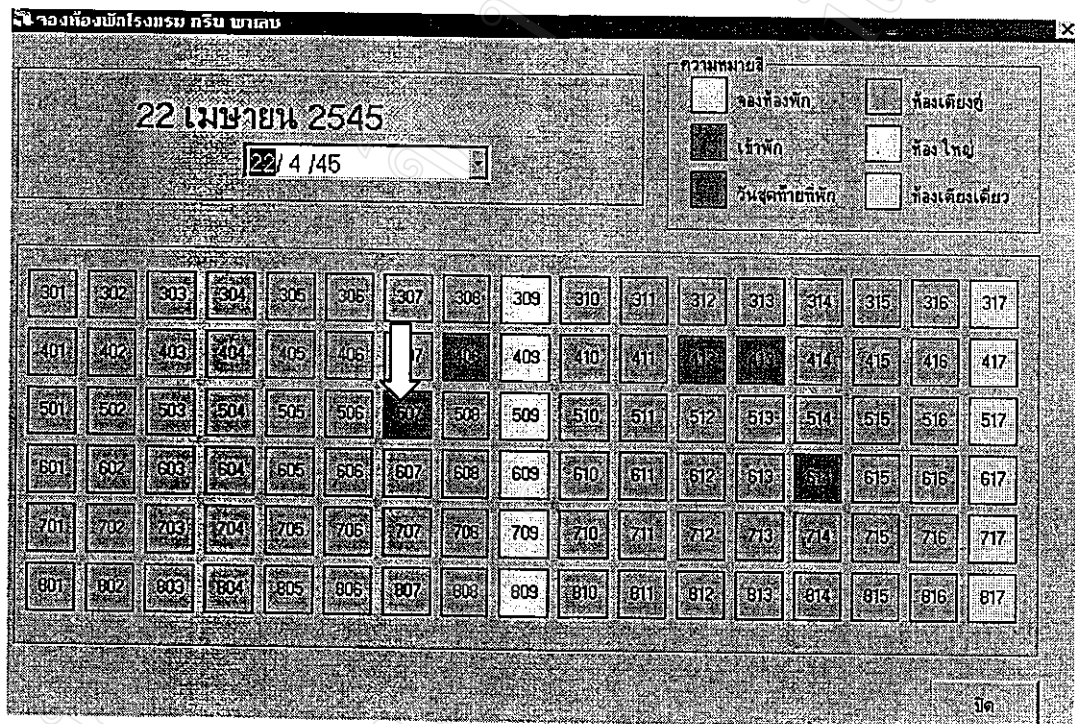 จองห้องพักโรงแรม กรีน พาเลซ
22 เมษายน 2545
22/ 4 /45
ความหมายสี
จองห้องพัก ห้องเตียงคู่
เข้าพัก ห้อง ใหญ่
วันสุดท้ายที่พัก ห้องเตียงเดียว
301 302 303 304 305 306 307 308 309 310 311 312 313 314 315 316 317
401 402 403 404 405 406 408 409 410 411 412 413 414 415 416 417
501 502 503 504 505 506 507 508 509 510 511 512 513 514 515 516 517
601 602 603 604 605 606 607 608 609 610 611 612 613 614 615 616 617
701 702 703 704 705 706 707 708 709 710 711 712 713 714 715 716 717
801 802 803 804 805 806 807 808 809 810 811 812 813 814 815 816 817
ปิด